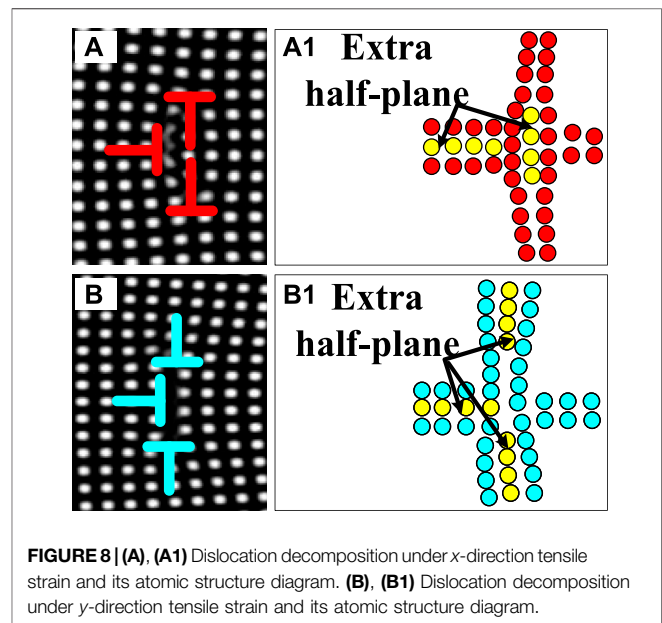 A
A1 Extra
half-plane
B
B1 Extra
half-plane
FIGURE 8 | (A), (A1) Dislocation decomposition under x-direction tensile
strain and its atomic structure diagram. (B), (B1) Dislocation decomposition
under y-direction tensile strain and its atomic structure diagram.